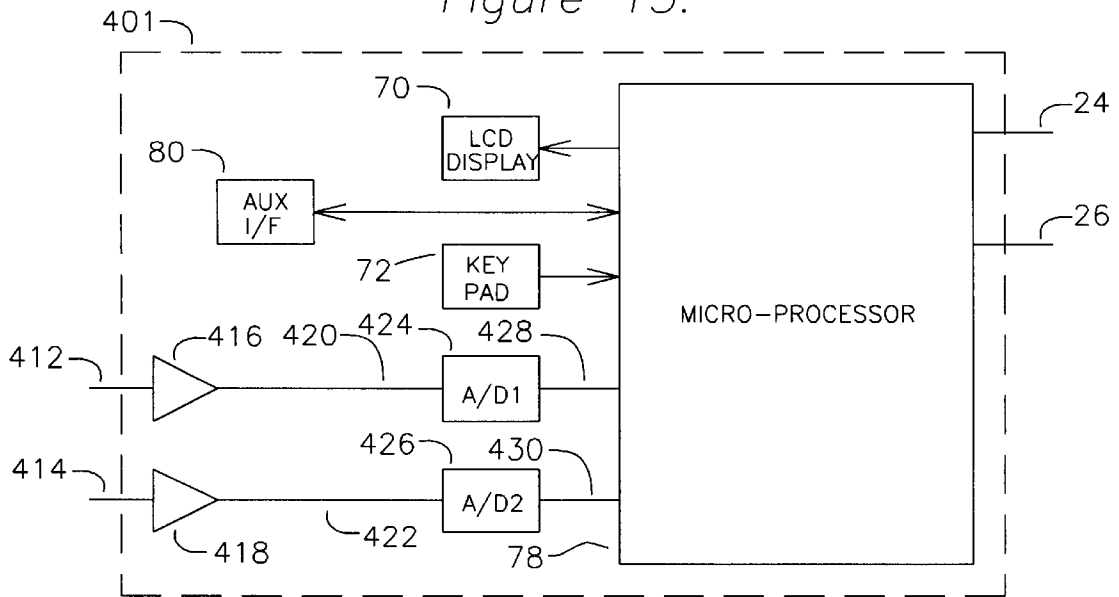 Figure 15.
401
70
24
LCD
DISPLAY
80
AUX
I/F
26
72
KEY
PAD
MICRO-PROCESSOR
416
420
424
428
412
A/D1
426
430
414
A/D2
418
422
78